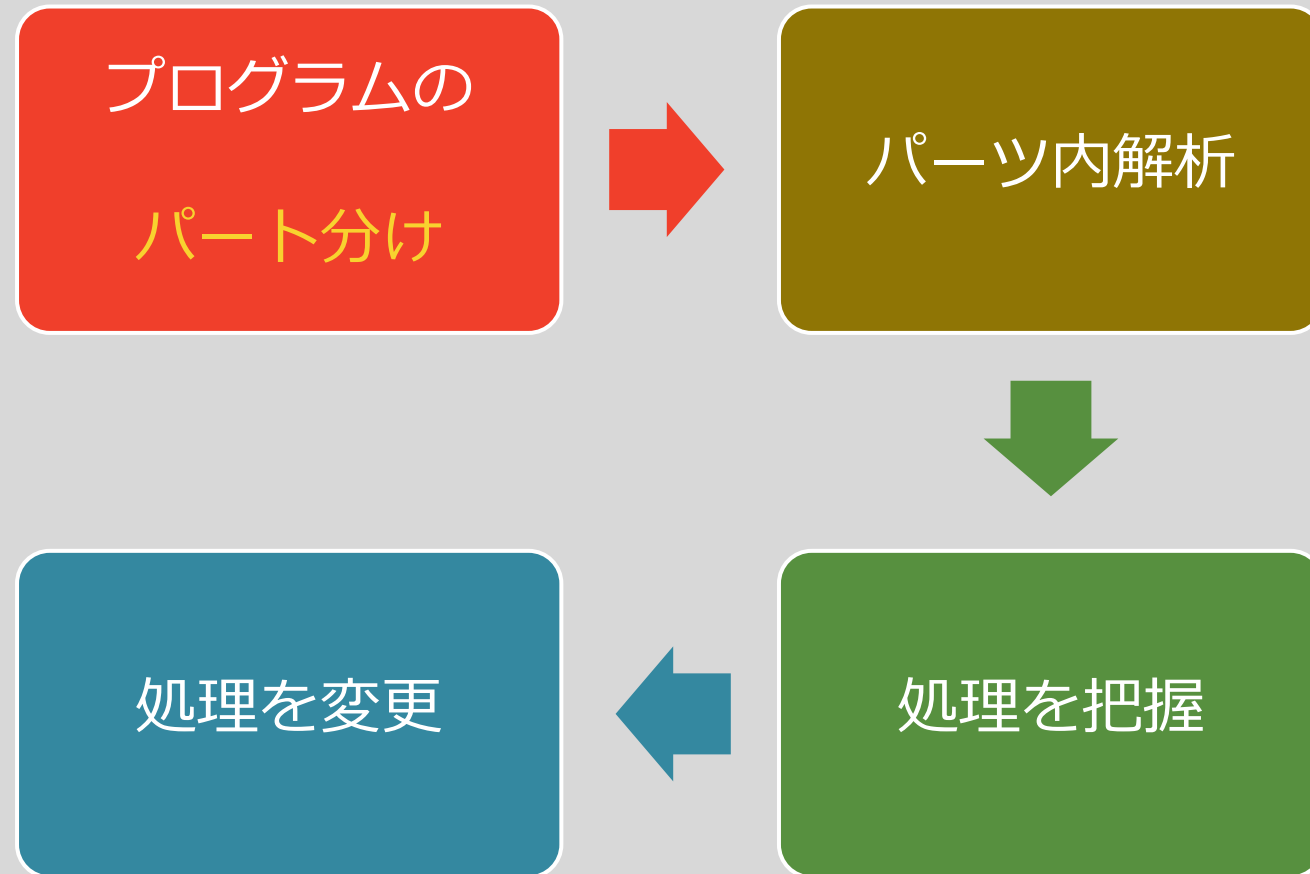 プログラムの
パート分け
パーツ内解析
処理を把握
処理を変更